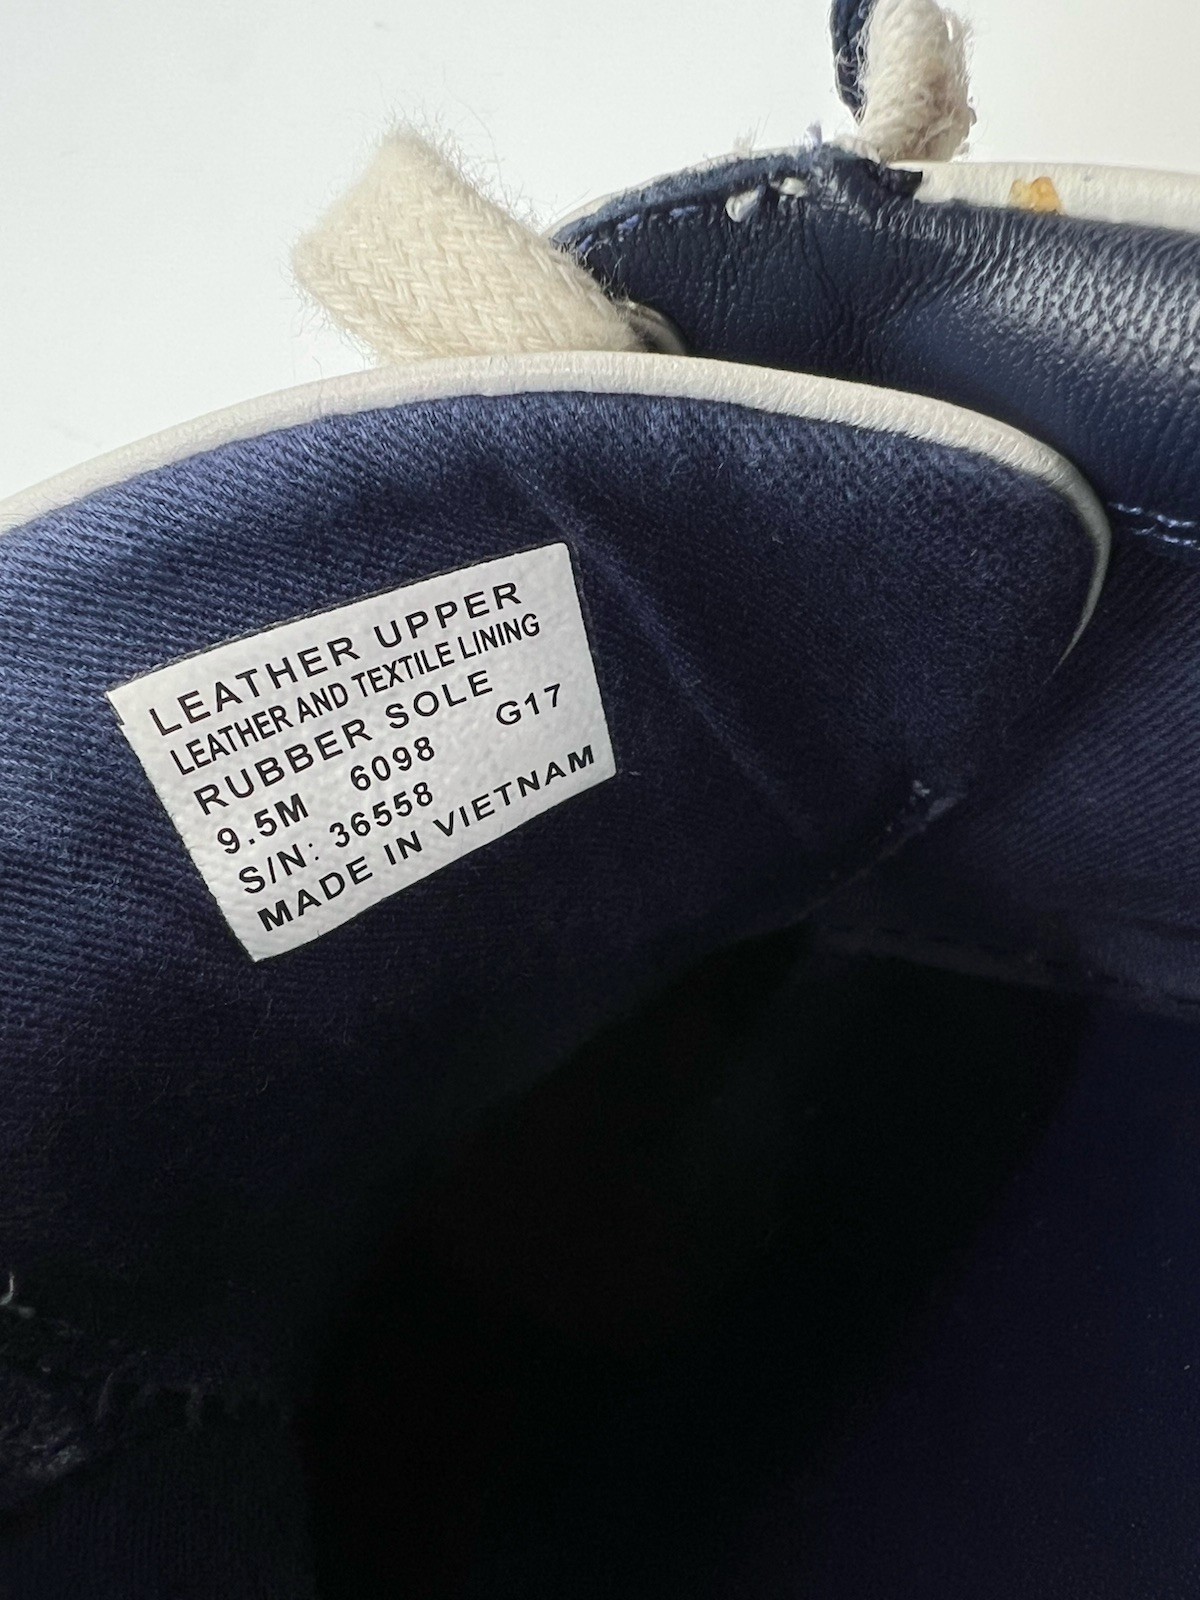 LEATHER UPPER
LEATHER AND TEXTILE LINING
RUBBER SOLE
9.5M 6098 G17
S/N: 36558
MADE IN VIETNAM